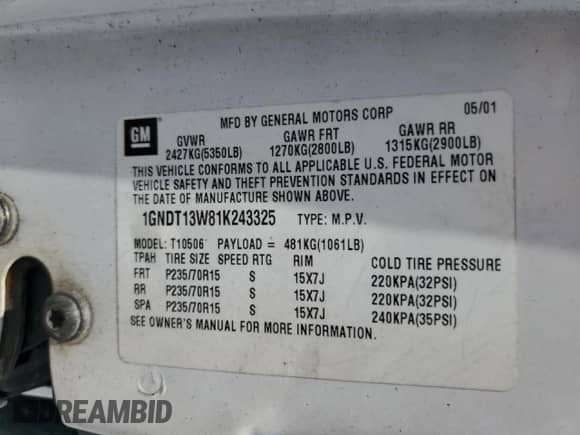 MFD BY GENERAL MOTORS CORP 05/01
GM
GVWR GAWR FRT GAWR RR
2427KG(5350LB) 1270KG(2800LB) 1315KG(2900LB)
THIS VEHICLE CONFORMS TO ALL APPLICABLE U.S. FEDERAL MOTOR
VEHICLE SAFETY AND THEFT PREVENTION STANDARDS IN EFFECT ON
THE DATE OF MANUFACTURE SHOWN ABOVE.
1GNDT13W81K243325 TYPE: M.P.V.
MODEL: T10506 PAYLOAD = 481KG(1061LB)
TPAH TIRE SIZE SPEED RTG RIM COLD TIRE PRESSURE
FRT P235/70R15 S 15X7J 220KPA(32PSI)
RR P235/70R15 S 15X7J 220KPA(32PSI)
SPA P235/70R15 S 15X7J 240KPA(35PSI)
SEE OWNER'S MANUAL FOR MORE INFORMATION.
DREAMBID